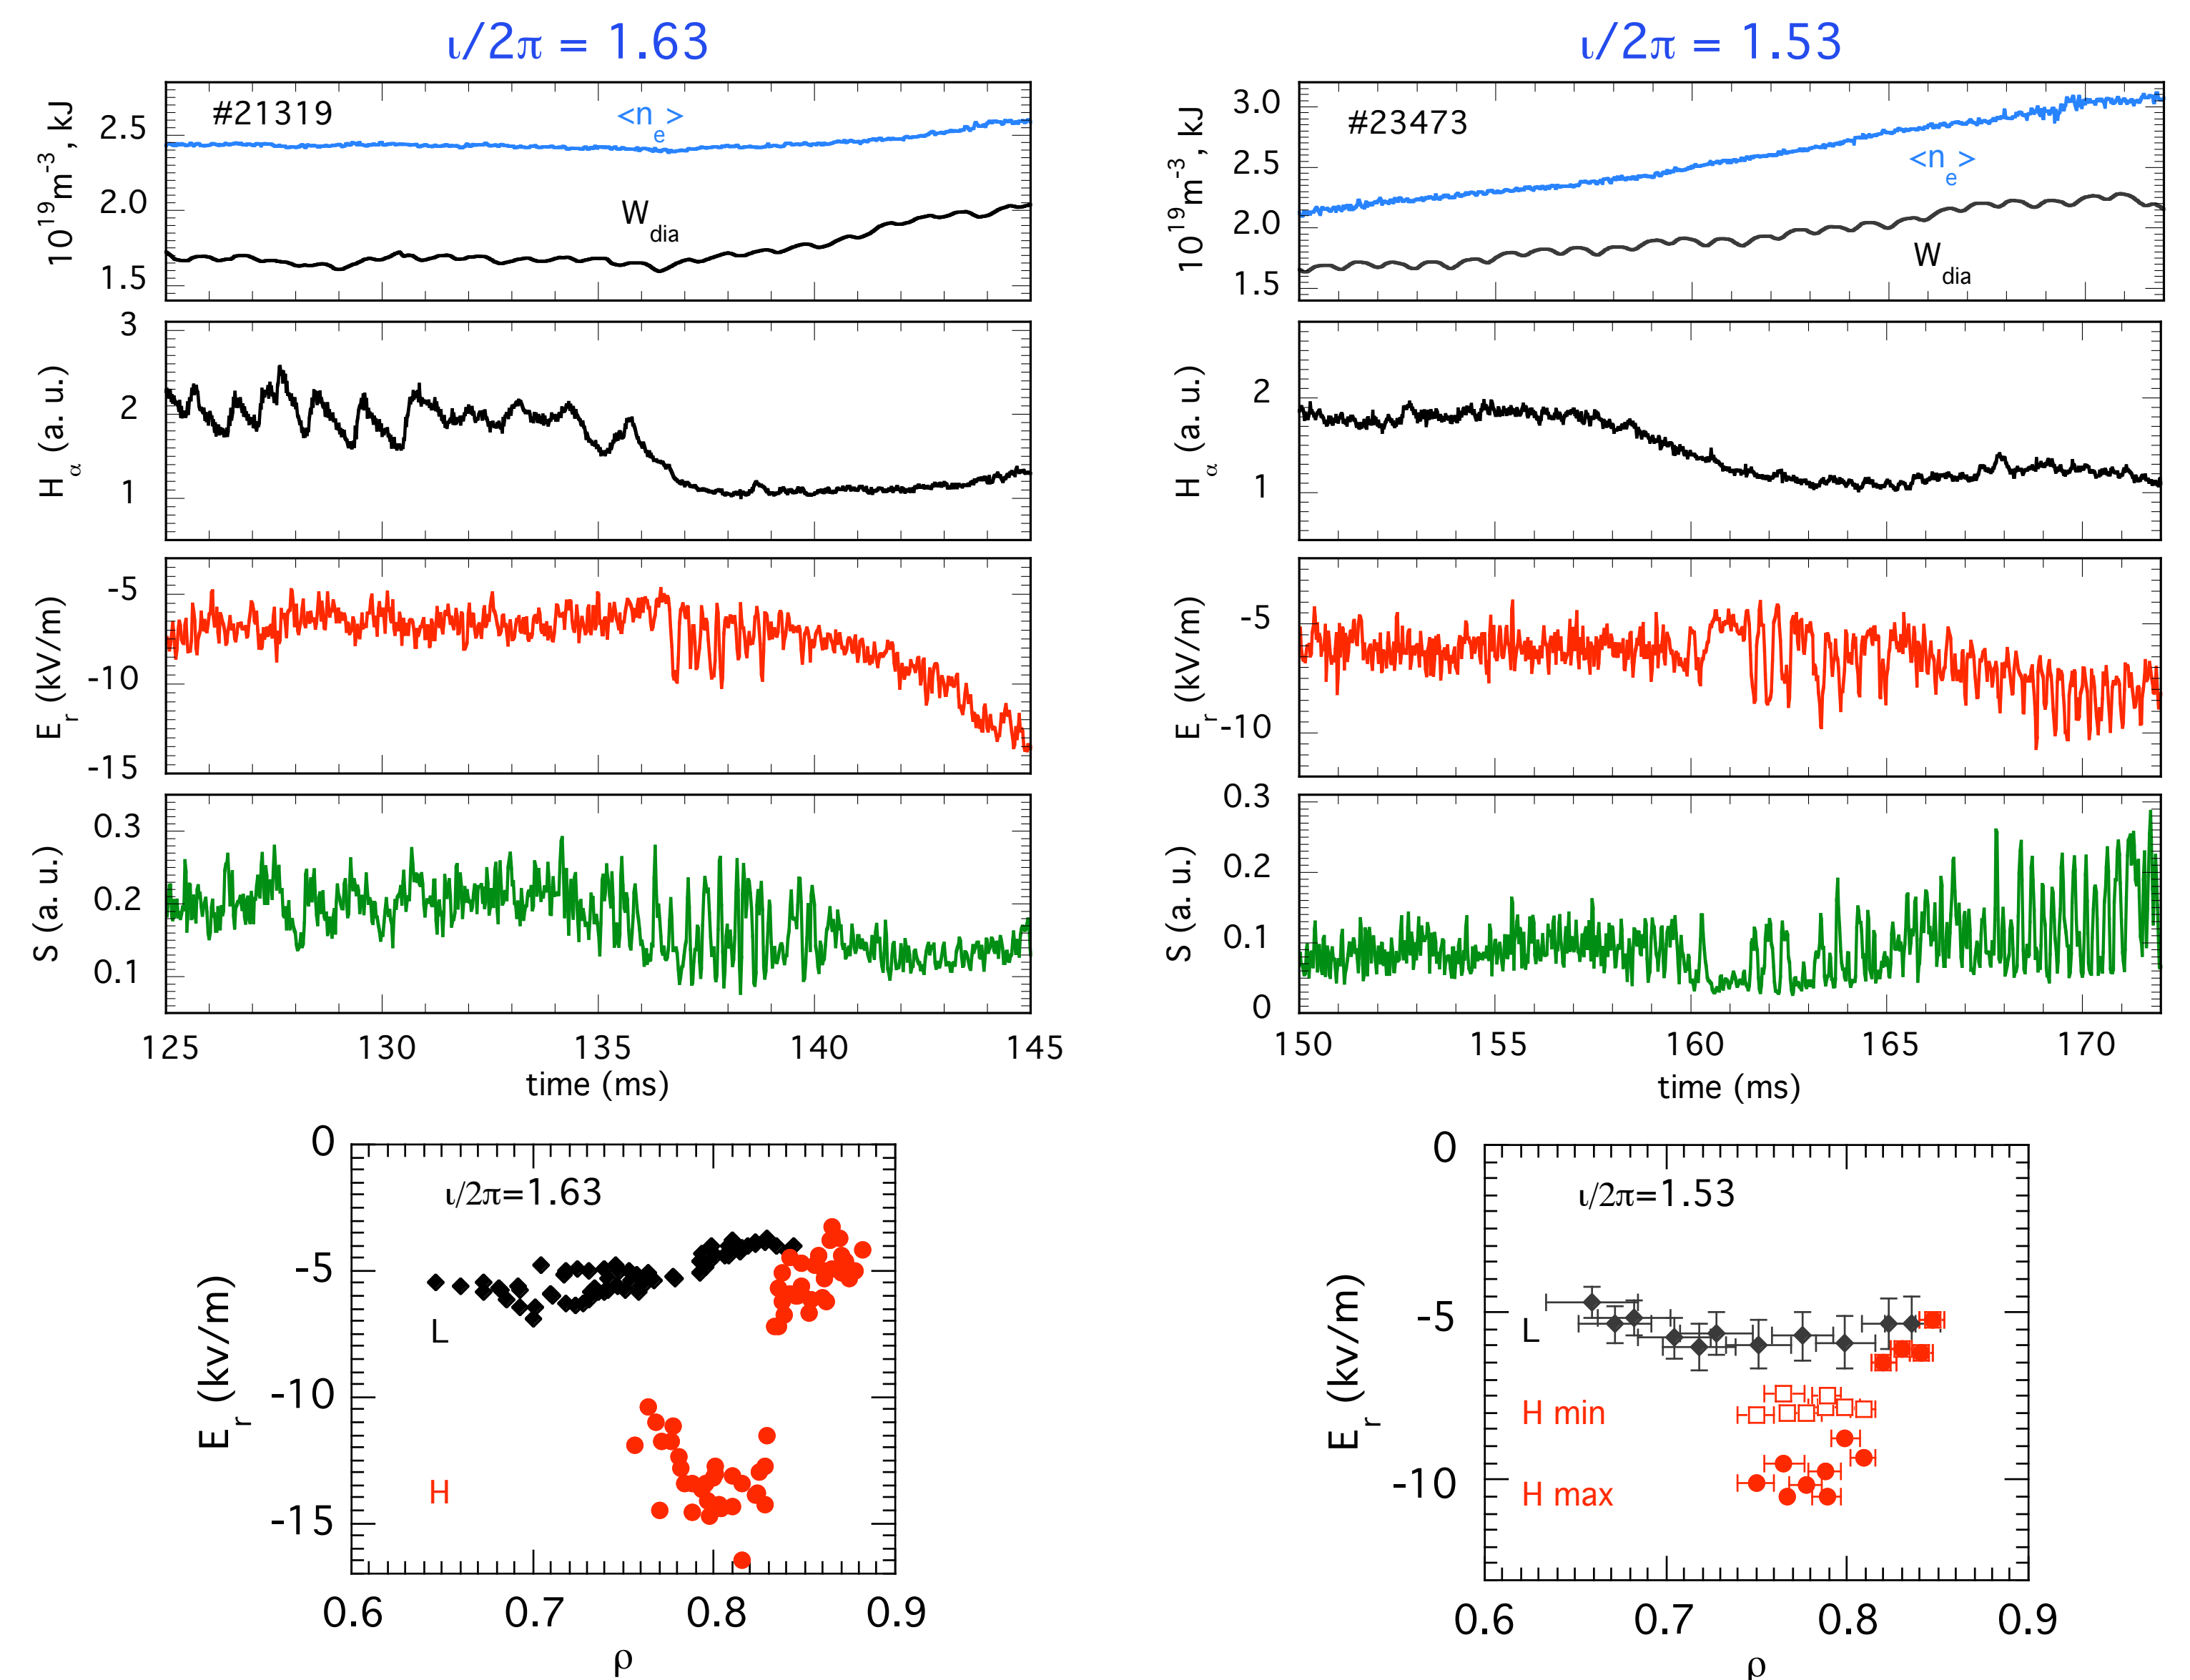 ι/2π = 1.63
#21319
<n_e>
W_dia
10^19m^-3, kJ
2.5
2.0
1.5
H_α (a. u.)
3
2
1
E_r (kV/m)
-5
-10
-15
S (a. u.)
0.3
0.2
0.1
125 130 135 140 145
time (ms)
ι/2π=1.63
L
H
E_r (kv/m)
0
-5
-10
-15
0.6 0.7 0.8 0.9
ρ
ι/2π = 1.53
#23473
<n_e>
W_dia
10^19m^-3, kJ
3.0
2.5
2.0
1.5
H_α (a. u.)
2
1
E_r (kV/m)
-5
-10
S (a. u.)
0.3
0.2
0.1
0
150 155 160 165 170
time (ms)
ι/2π=1.53
L
H min
H max
E_r (kv/m)
0
-5
-10
0.6 0.7 0.8 0.9
ρ